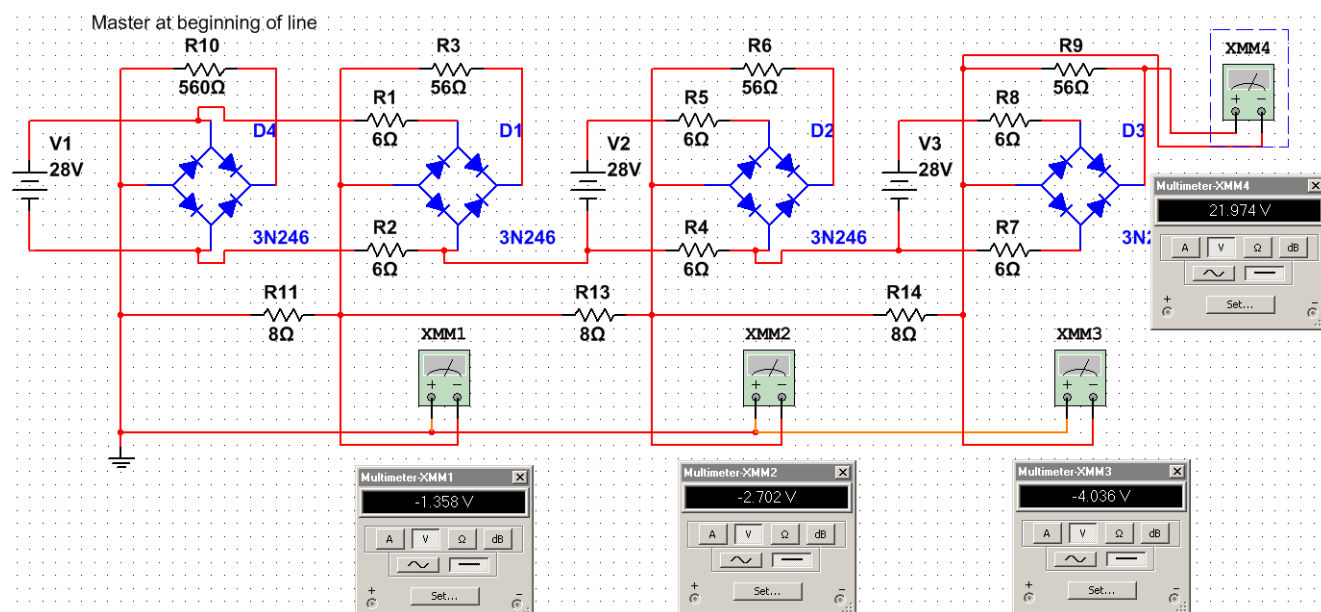 Master at beginning of line
R10
560Ω
R3
56Ω
R6
56Ω
R9
56Ω
XMM4
R1
6Ω
R5
6Ω
R8
6Ω
V1
28V
D4
D1
V2
28V
D2
V3
28V
D3
3N246
R2
6Ω
3N246
R4
6Ω
3N246
R7
6Ω
Multimeter-XMM4
21.974 V
A V Ω dB
+ Set... -
R11
8Ω
R13
8Ω
R14
8Ω
XMM1
XMM2
XMM3
Multimeter-XMM1
-1.358 V
A V Ω dB
+ Set... -
Multimeter-XMM2
-2.702 V
A V Ω dB
+ Set... -
Multimeter-XMM3
-4.036 V
A V Ω dB
+ Set... -